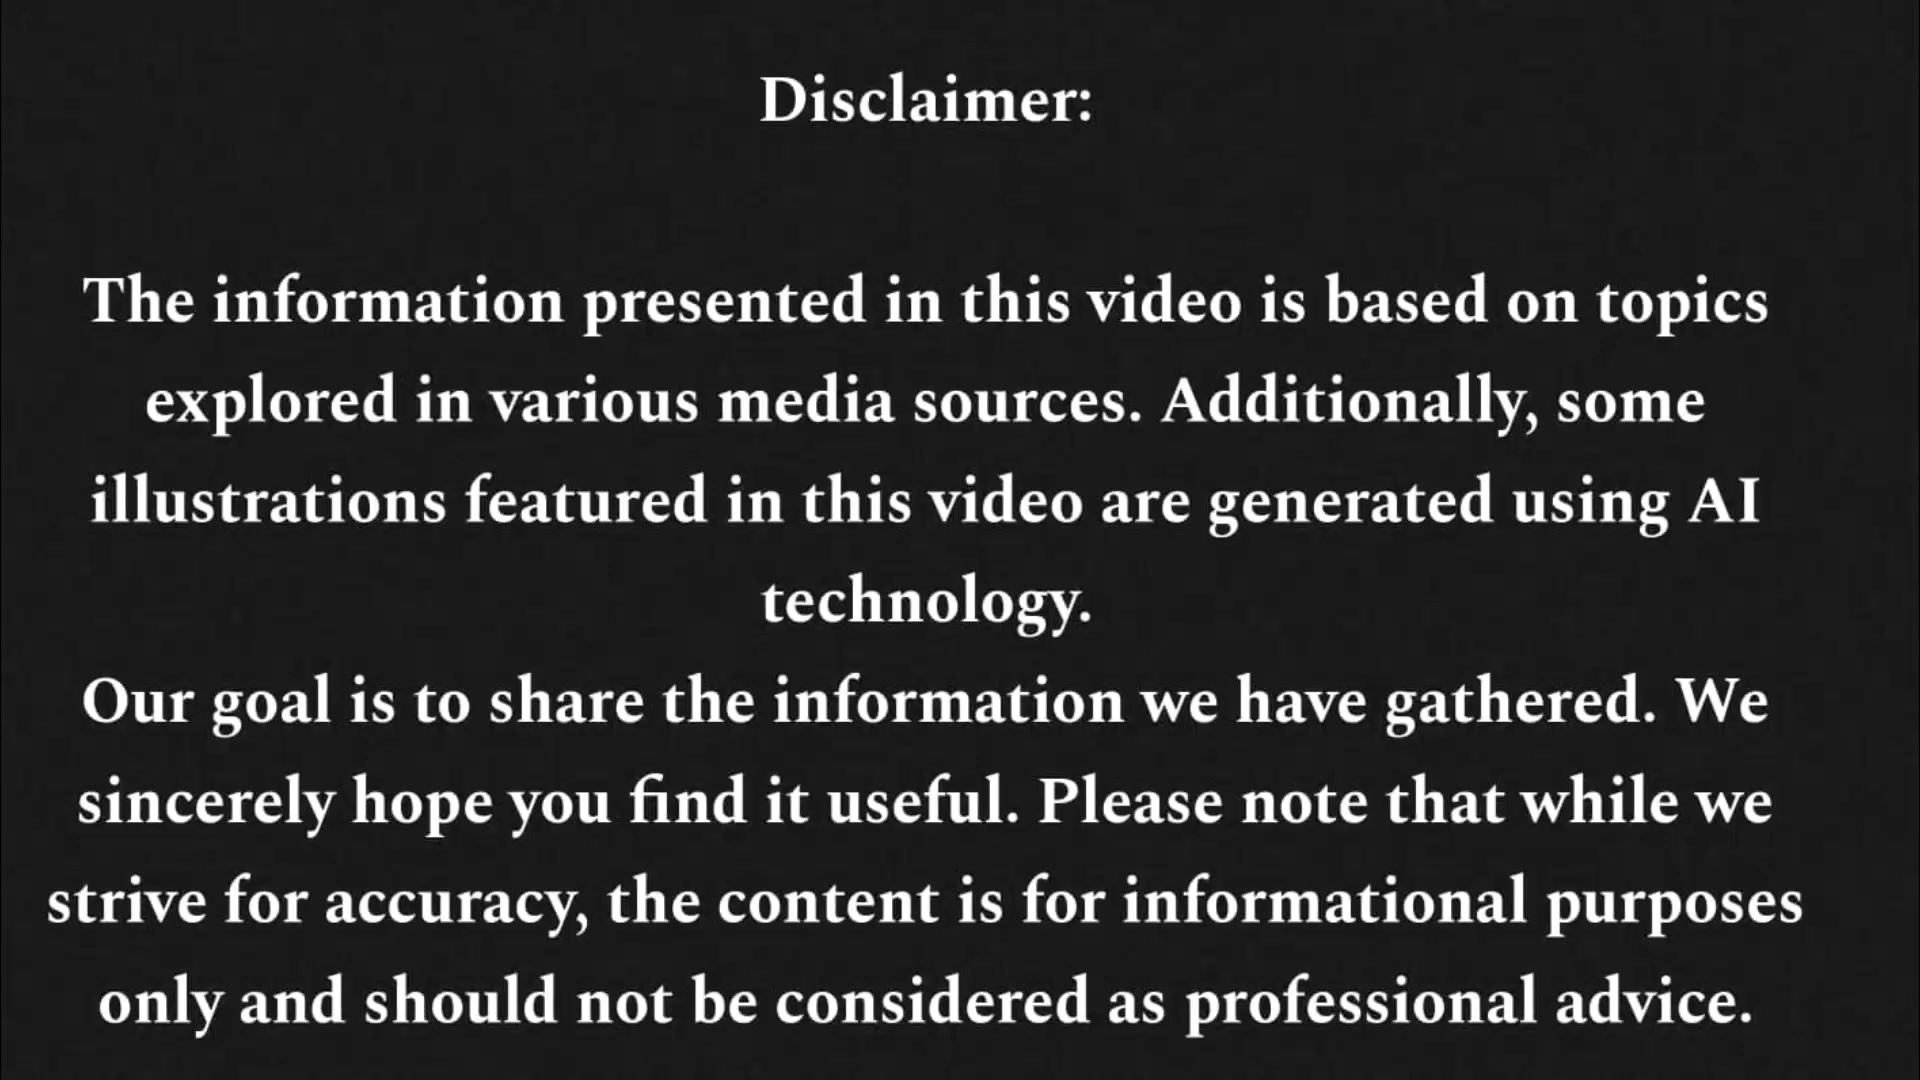 Disclaimer:
The information presented in this video is based on topics
explored in various media sources. Additionally, some
illustrations featured in this video are generated using AI
technology.
Our goal is to share the information we have gathered. We
sincerely hope you find it useful. Please note that while we
strive for accuracy, the content is for informational purposes
only and should not be considered as professional advice.